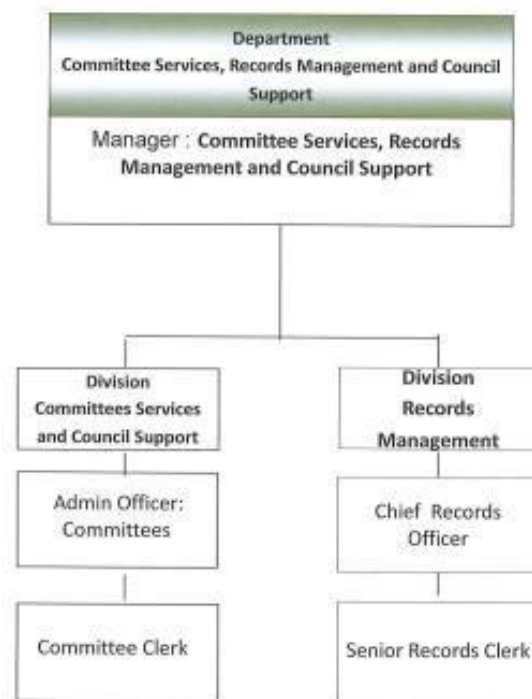 Department
Committee Services, Records Management and Council
Support
Manager : Committee Services, Records
Management and Council Support
Division
Committees Services
and Council Support
Admin Officer:
Committees
Committee Clerk
Division
Records
Management
Chief Records
Officer
Senior Records Clerk